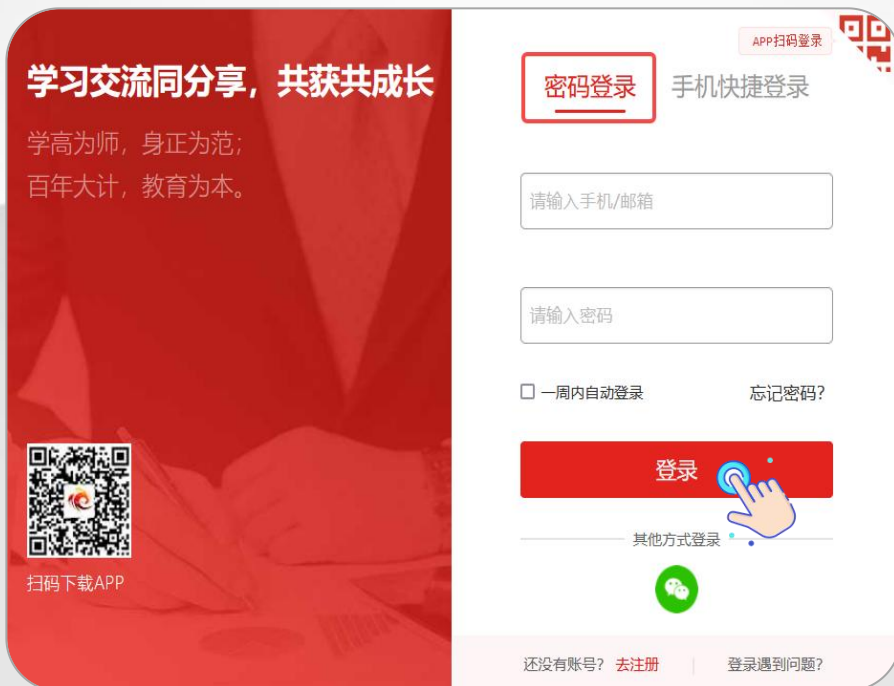 学习交流同分享，共获共成长
学高为师，身正为范；
百年大计，教育为本。
扫码下载APP
APP扫码登录
密码登录 手机快捷登录
请输入手机/邮箱
请输入密码
一周内自动登录 忘记密码?
登录
其他方式登录
还没有账号? 去注册 登录遇到问题?